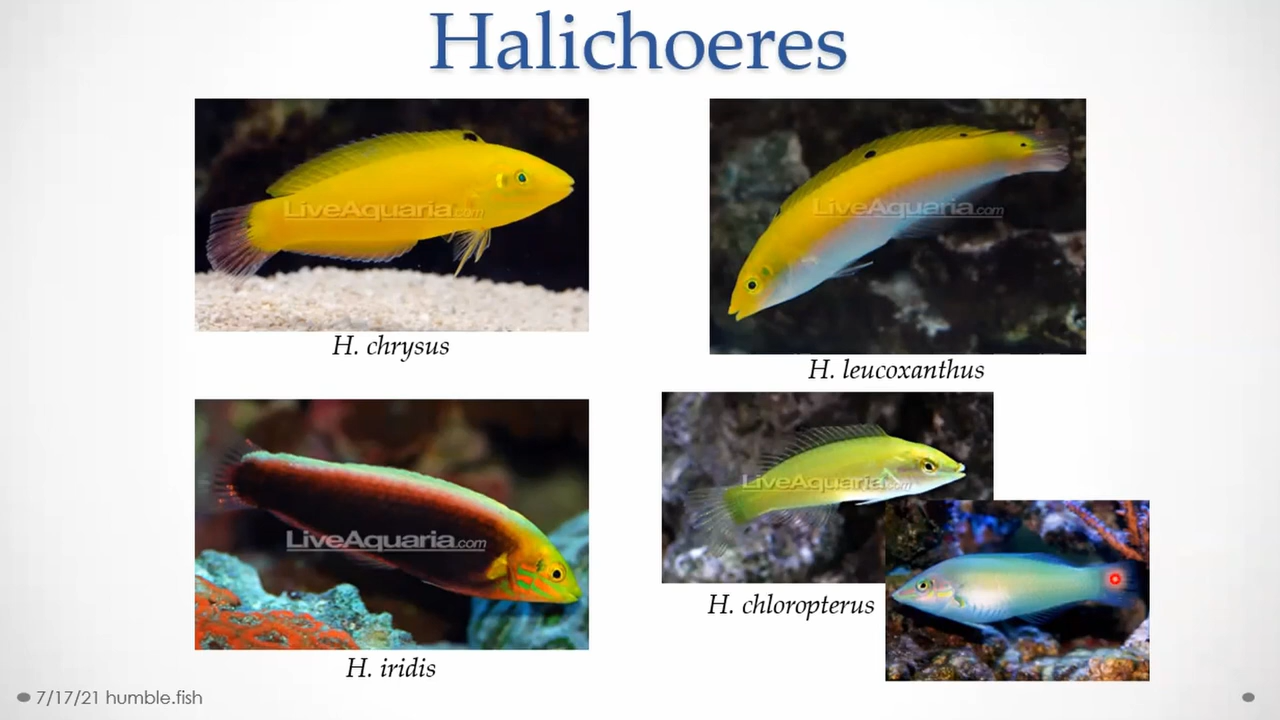 Halichoeres
LiveAquaria.com
H. chrysus
LiveAquaria.com
H. leucoxanthus
LiveAquaria.com
H. iridis
LiveAquaria.com
H. chloropterus
7/17/21 humble.fish